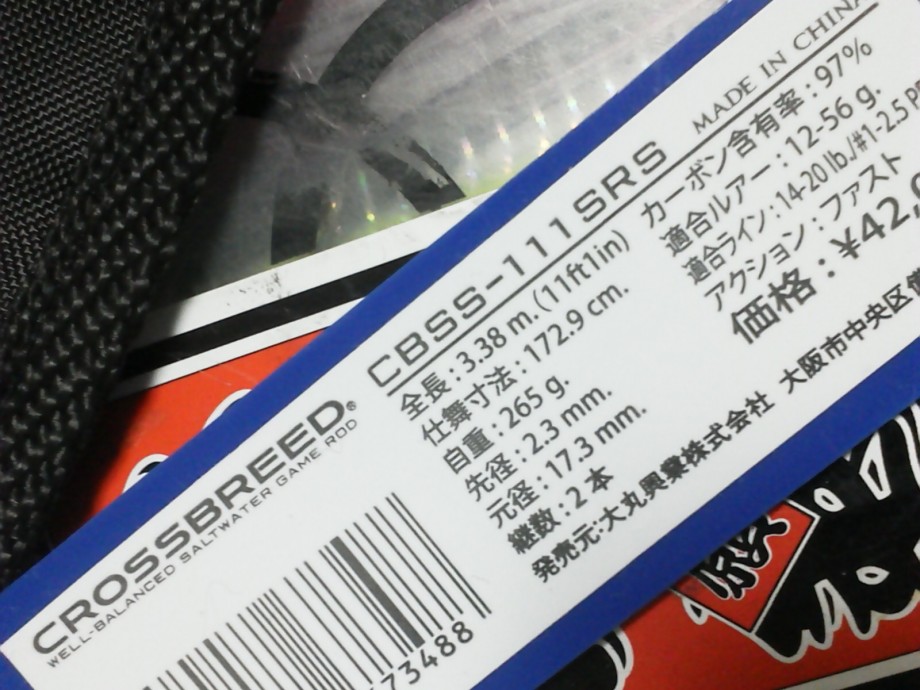 CROSSBREED®
WELL-BALANCED SALTWATER GAME ROD
73488
CBSS-111SRS
MADE IN CHINA
全長:3.38 m.(11ft1in)
仕舞寸法:172.9 cm.
自重:265 g.
先径:2.3 mm.
元径:17.3 mm.
継数:2 本
カーボン含有率:97%
適合ルアー:12-56 g.
適合ライン:14-20 lb./#1-2.5
アクション:ファスト
価格:¥42,
発売元:大丸興業株式会社 大阪市中央区